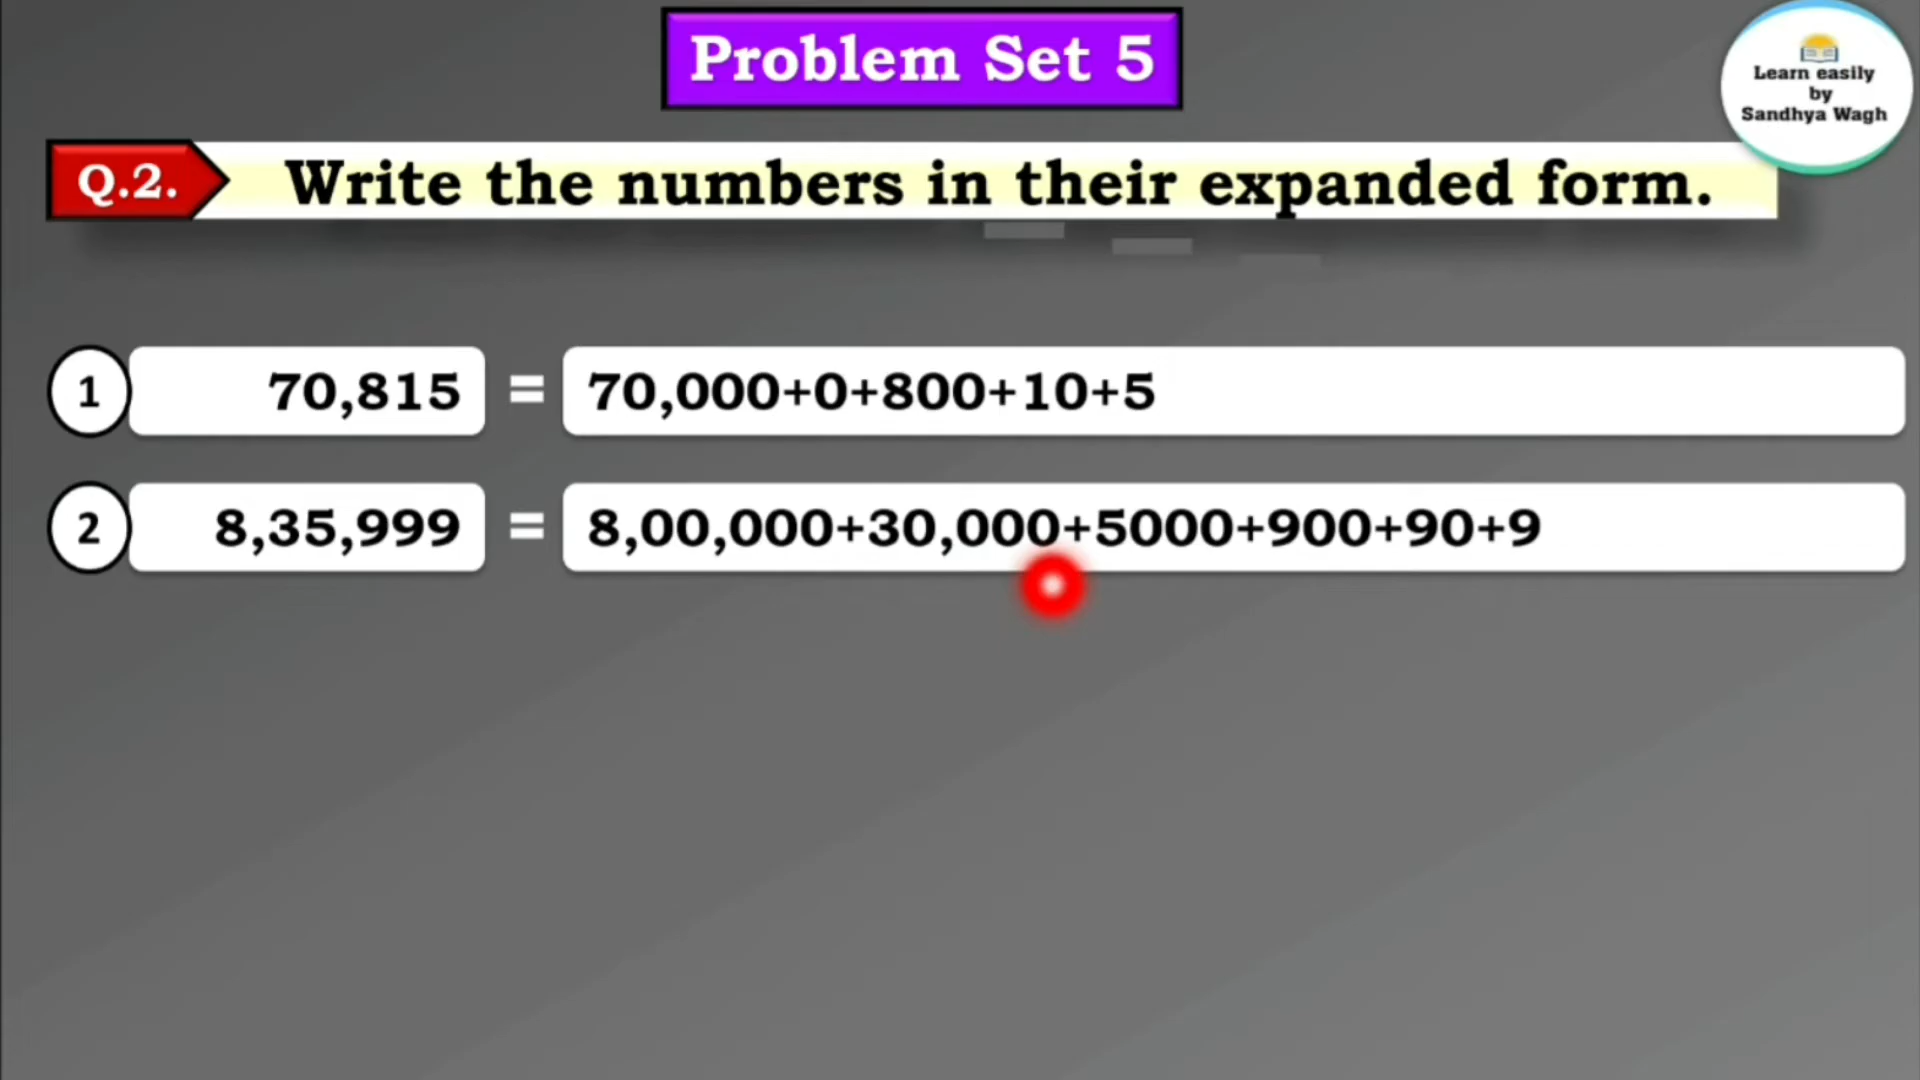 Problem Set 5
Learn easily
by
Sandhya Wagh
Q.2. Write the numbers in their expanded form.
1 70,815 = 70,000+0+800+10+5
2 8,35,999 = 8,00,000+30,000+5000+900+90+9